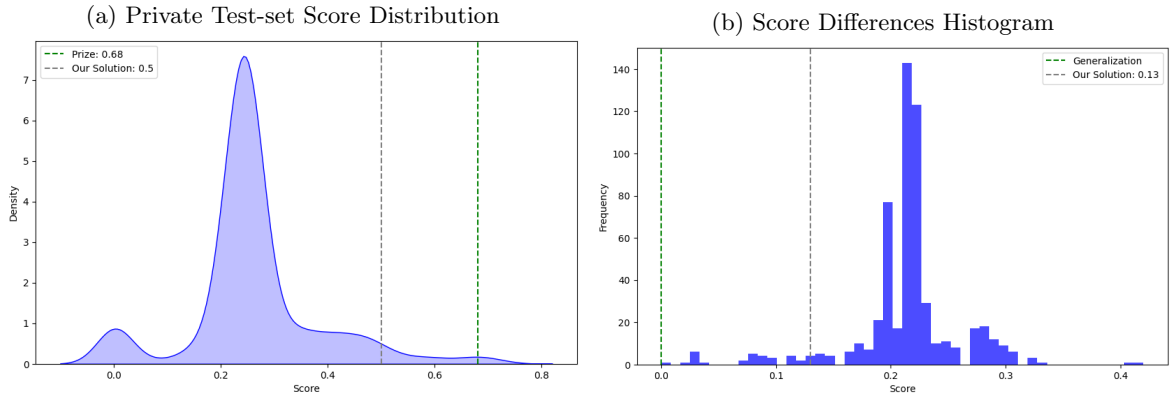 (a) Private Test-set Score Distribution
Prize: 0.68
Our Solution: 0.5
7
6
5
4
3
2
1
0
Density
0.0 0.2 0.4 0.6 0.8
Score
(b) Score Differences Histogram
Generalization
Our Solution: 0.13
140
120
100
80
60
40
20
0
Frequency
0.0 0.1 0.2 0.3 0.4
Score